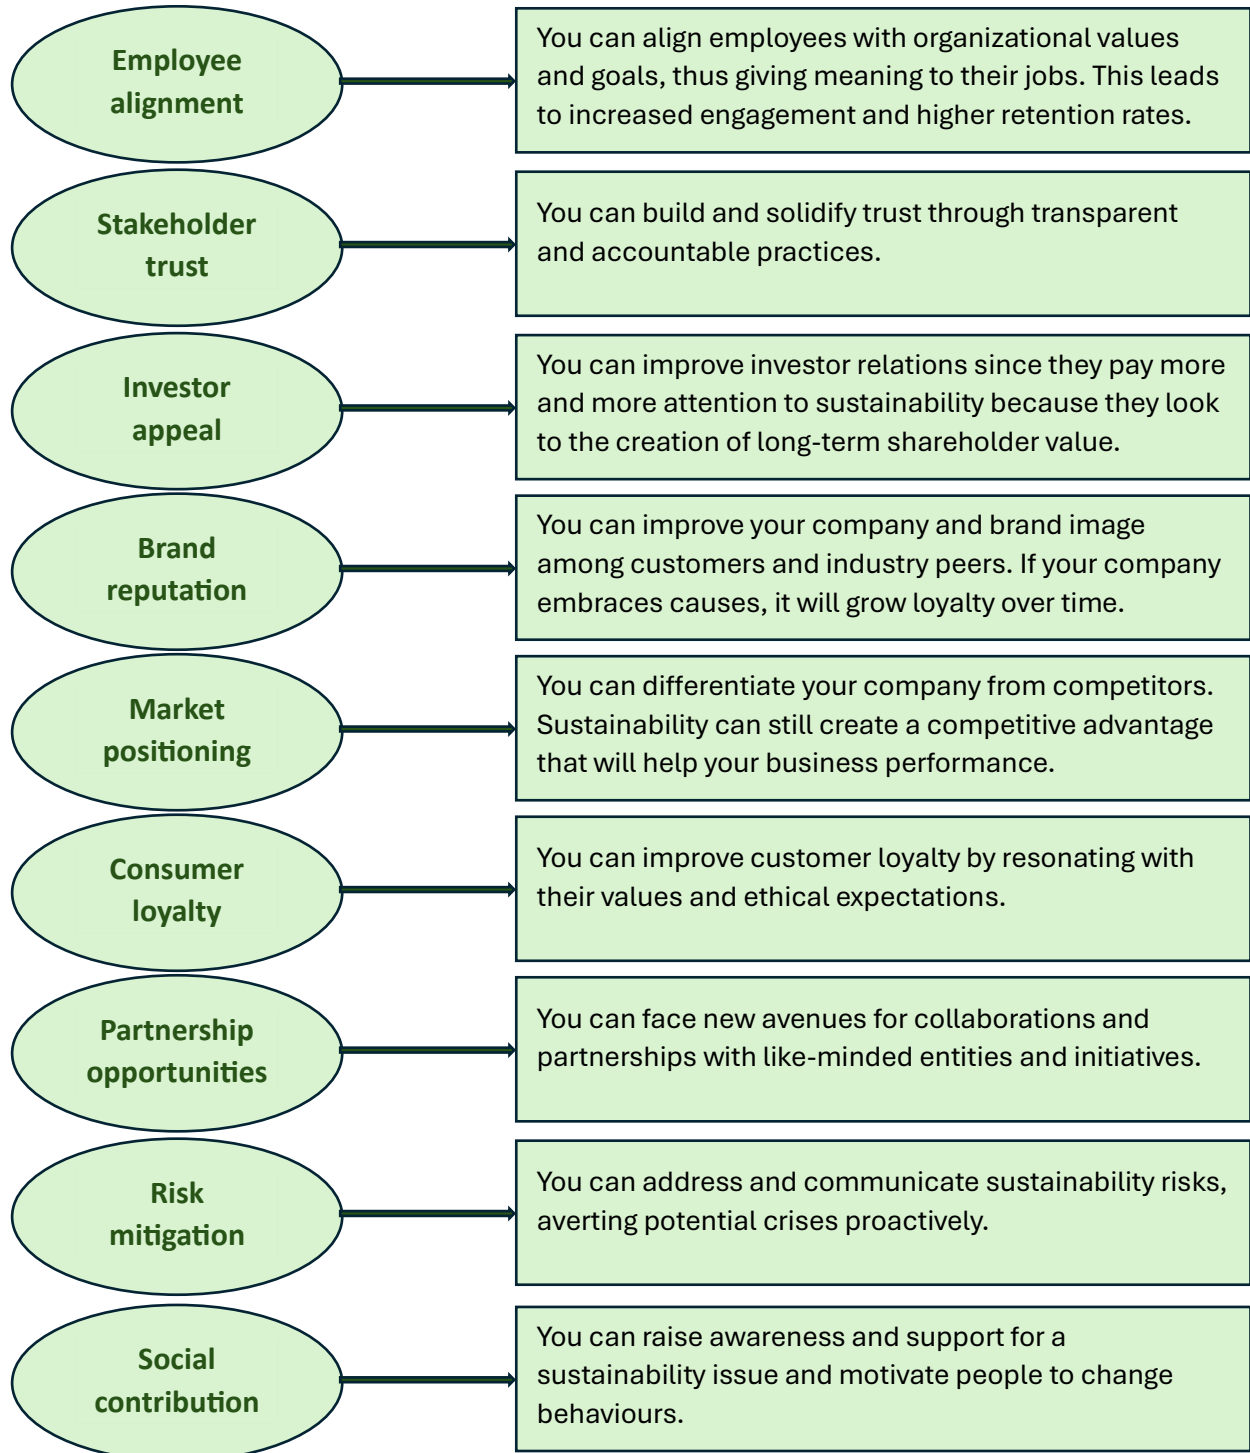 Employee
alignment
You can align employees with organizational values
and goals, thus giving meaning to their jobs. This leads
to increased engagement and higher retention rates.
Stakeholder
trust
You can build and solidify trust through transparent
and accountable practices.
Investor
appeal
You can improve investor relations since they pay more
and more attention to sustainability because they look
to the creation of long-term shareholder value.
Brand
reputation
You can improve your company and brand image
among customers and industry peers. If your company
embraces causes, it will grow loyalty over time.
Market
positioning
You can differentiate your company from competitors.
Sustainability can still create a competitive advantage
that will help your business performance.
Consumer
loyalty
You can improve customer loyalty by resonating with
their values and ethical expectations.
Partnership
opportunities
You can face new avenues for collaborations and
partnerships with like-minded entities and initiatives.
Risk
mitigation
You can address and communicate sustainability risks,
averting potential crises proactively.
Social
contribution
You can raise awareness and support for a
sustainability issue and motivate people to change
behaviours.